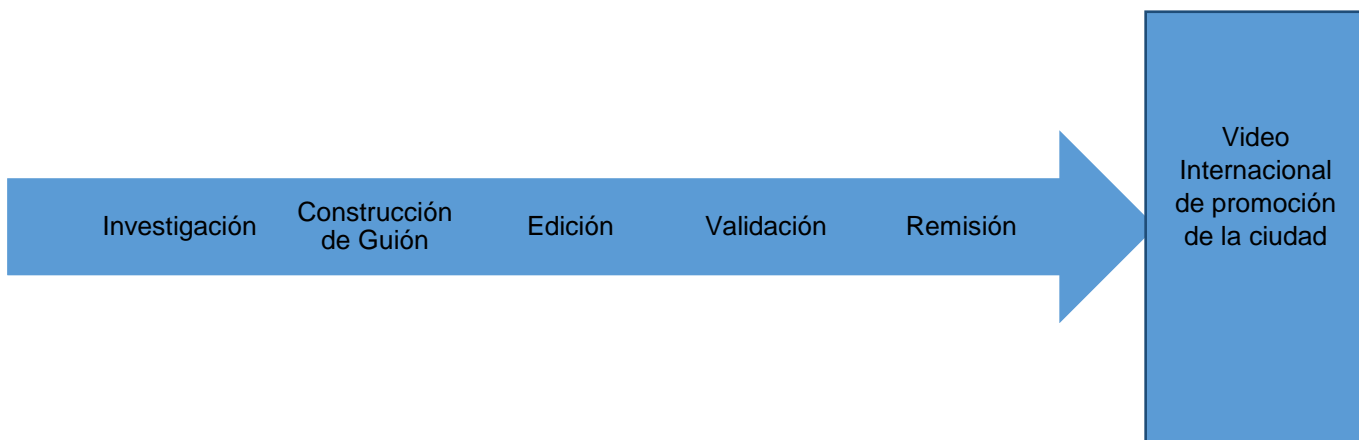 Investigación
Construcción
de Guión
Edición
Validación
Remisión
Video
Internacional
de promoción
de la ciudad